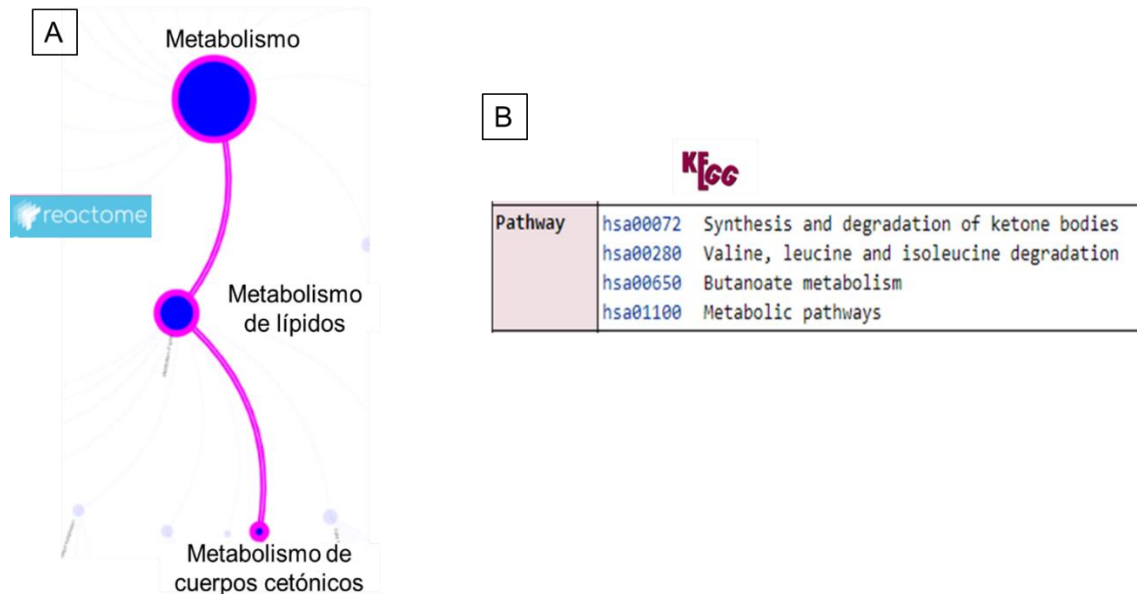 A
Metabolismo
reactome
Metabolismo
de lípidos
Metabolismo de
cuerpos cetónicos
B
KEGG
Pathway hsa00072 Synthesis and degradation of ketone bodies
hsa00280 Valine, leucine and isoleucine degradation
hsa00650 Butanoate metabolism
hsa01100 Metabolic pathways